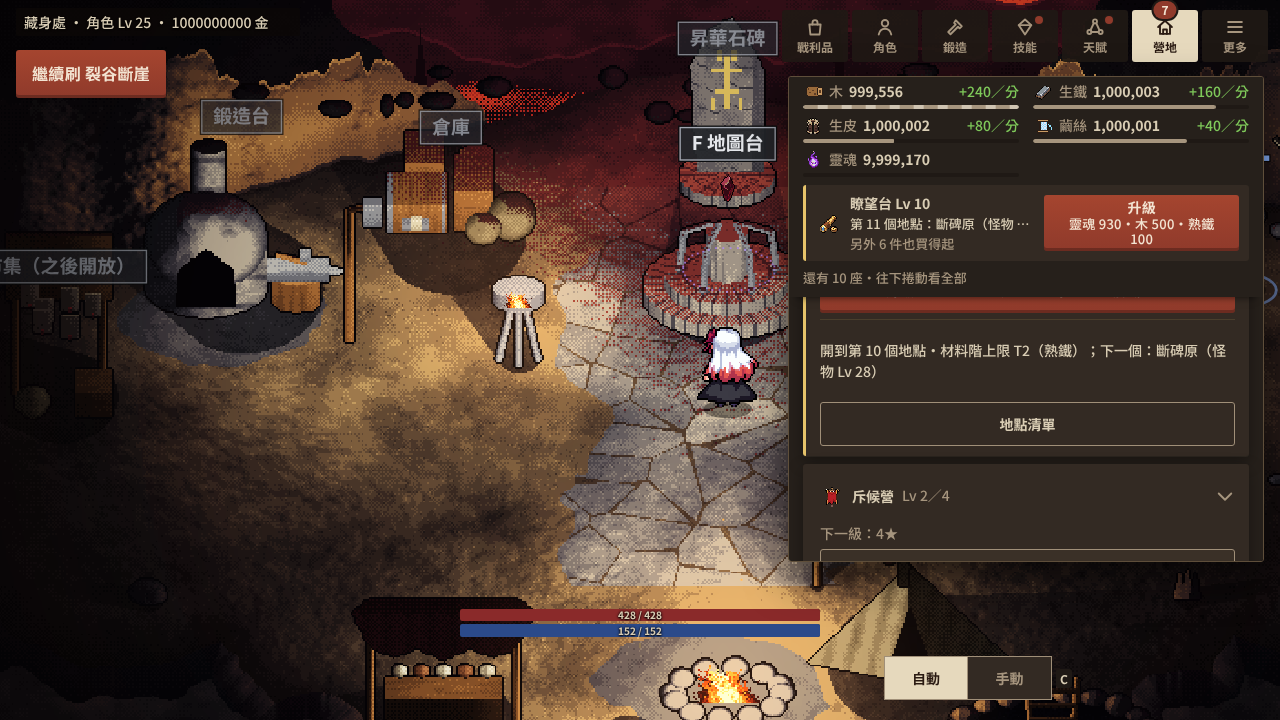 藏身處 · 角色 Lv 25 · 1000000000 金
繼續刷 裂谷斷崖
戰利品
角色
鍛造
技能
天賦
7
營地
更多
昇華石碑
鍛造台
倉庫
F 地圖台
市集（之後開放）
木 999,556 +240／分
生鐵 1,000,003 +160／分
生皮 1,000,002 +80／分
繭絲 1,000,001 +40／分
靈魂 9,999,170
瞭望台 Lv 10
第 11 個地點：斷碑原（怪物 …
另外 6 件也買得起
升級
靈魂 930・木 500・熟鐵
100
還有 10 座・往下捲動看全部
開到第 10 個地點・材料階上限 T2（熟鐵）；下一個：斷碑原（怪
物 Lv 28）
地點清單
斥候營 Lv 2／4
下一級：4★
428 / 428
152 / 152
自動
手動
C